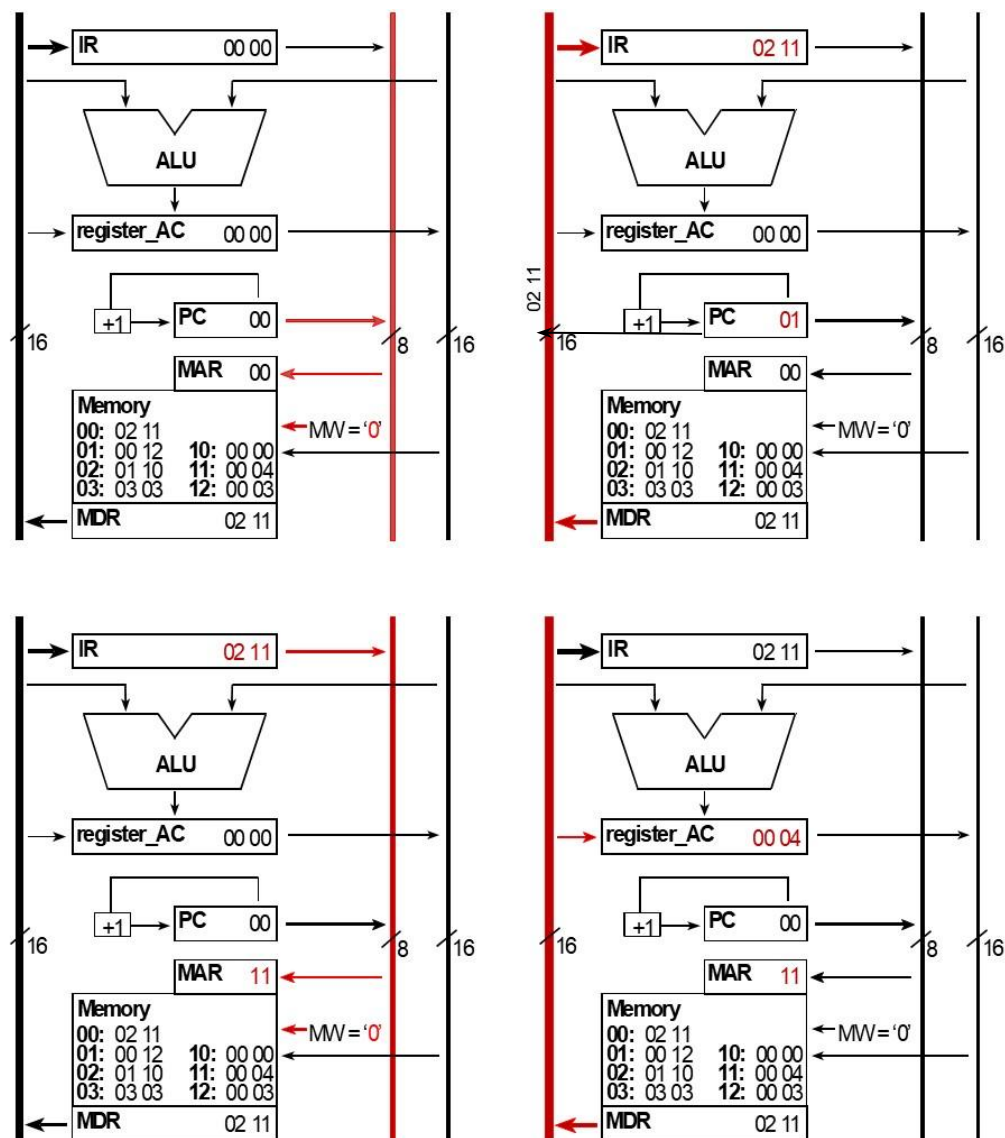 IR 00 00
ALU
register_AC 00 00
+1 PC 00
16 8 16
MAR 00
Memory
MW = ‘0’
00: 02 11
01: 00 12 10: 00 00
02: 01 10 11: 00 04
03: 03 03 12: 00 03
MDR 02 11
IR 02 11
ALU
register_AC 00 00
02 11
+1 PC 01
16 8 16
MAR 00
Memory
MW = ‘0’
00: 02 11
01: 00 12 10: 00 00
02: 01 10 11: 00 04
03: 03 03 12: 00 03
MDR 02 11
IR 02 11
ALU
register_AC 00 00
+1 PC 00
16 8 16
MAR 11
Memory
MW = ‘0’
00: 02 11
01: 00 12 10: 00 00
02: 01 10 11: 00 04
03: 03 03 12: 00 03
MDR 02 11
IR 02 11
ALU
register_AC 00 04
+1 PC 00
16 8 16
MAR 11
Memory
MW = ‘0’
00: 02 11
01: 00 12 10: 00 00
02: 01 10 11: 00 04
03: 03 03 12: 00 03
MDR 02 11